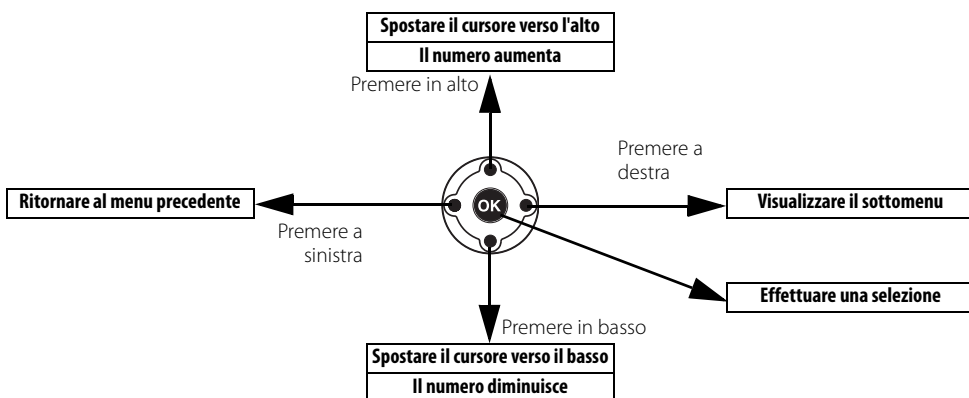 Spostare il cursore verso l'alto
Il numero aumenta
Premere in alto
Premere a
destra
Ritornare al menu precedente
OK
Visualizzare il sottomenu
Premere a
sinistra
Effettuare una selezione
Premere in basso
Spostare il cursore verso il basso
Il numero diminuisce